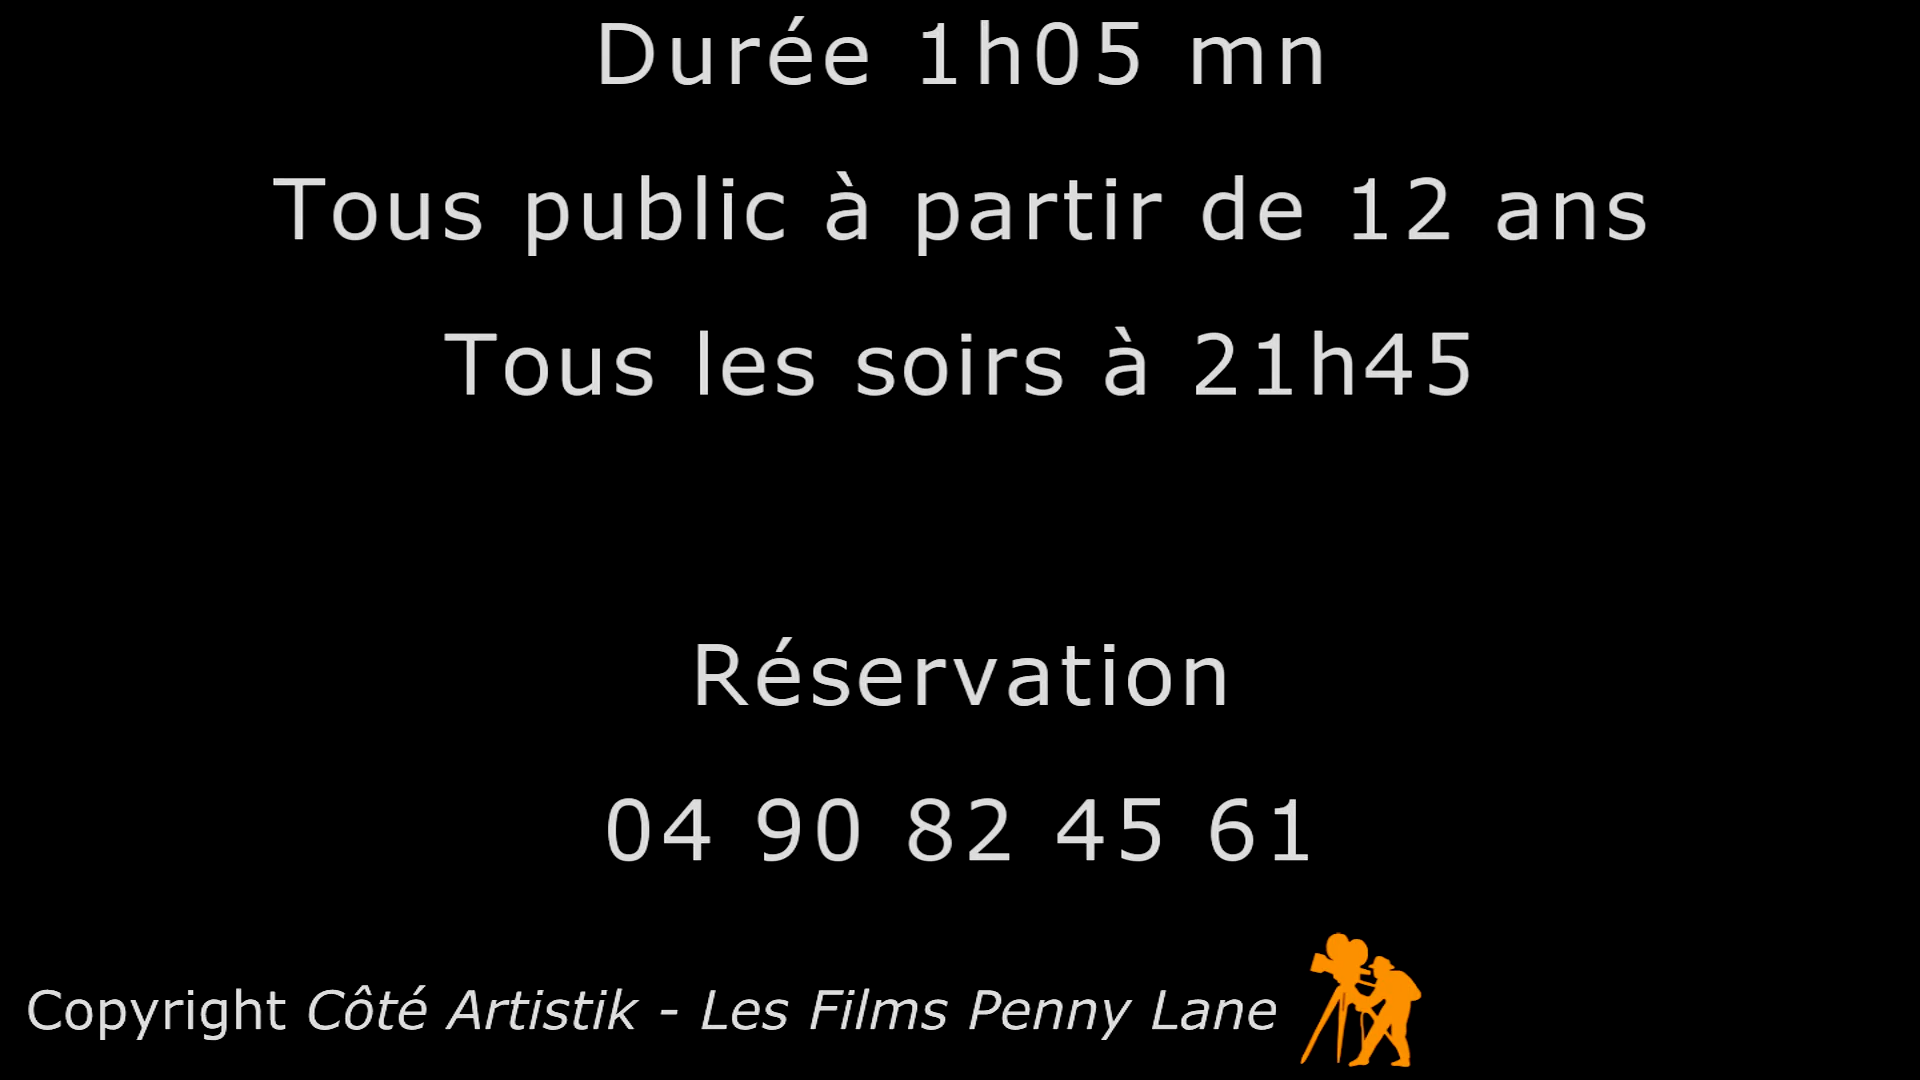 Durée 1h05 mn
Tous public à partir de 12 ans
Tous les soirs à 21h45
Réservation
04 90 82 45 61
Copyright Côté Artistik - Les Films Penny Lane